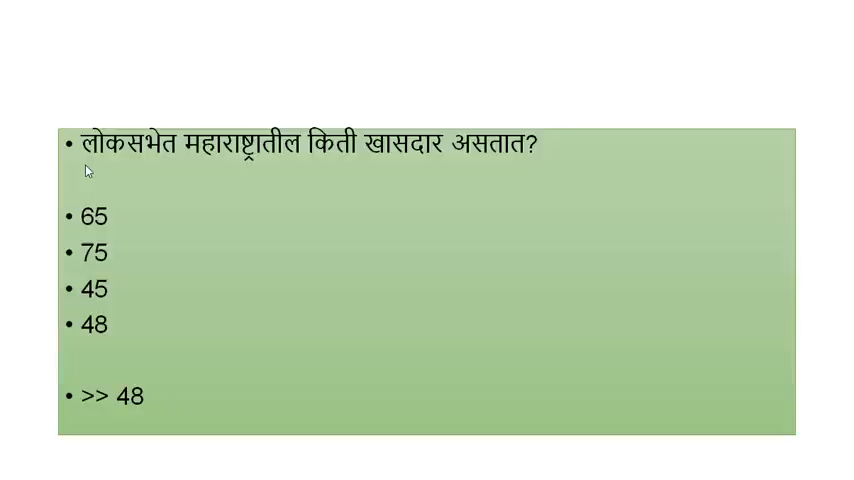 • लोकसभेत महाराष्ट्रातील किती खासदार असतात?
• 65
• 75
• 45
• 48
• >> 48